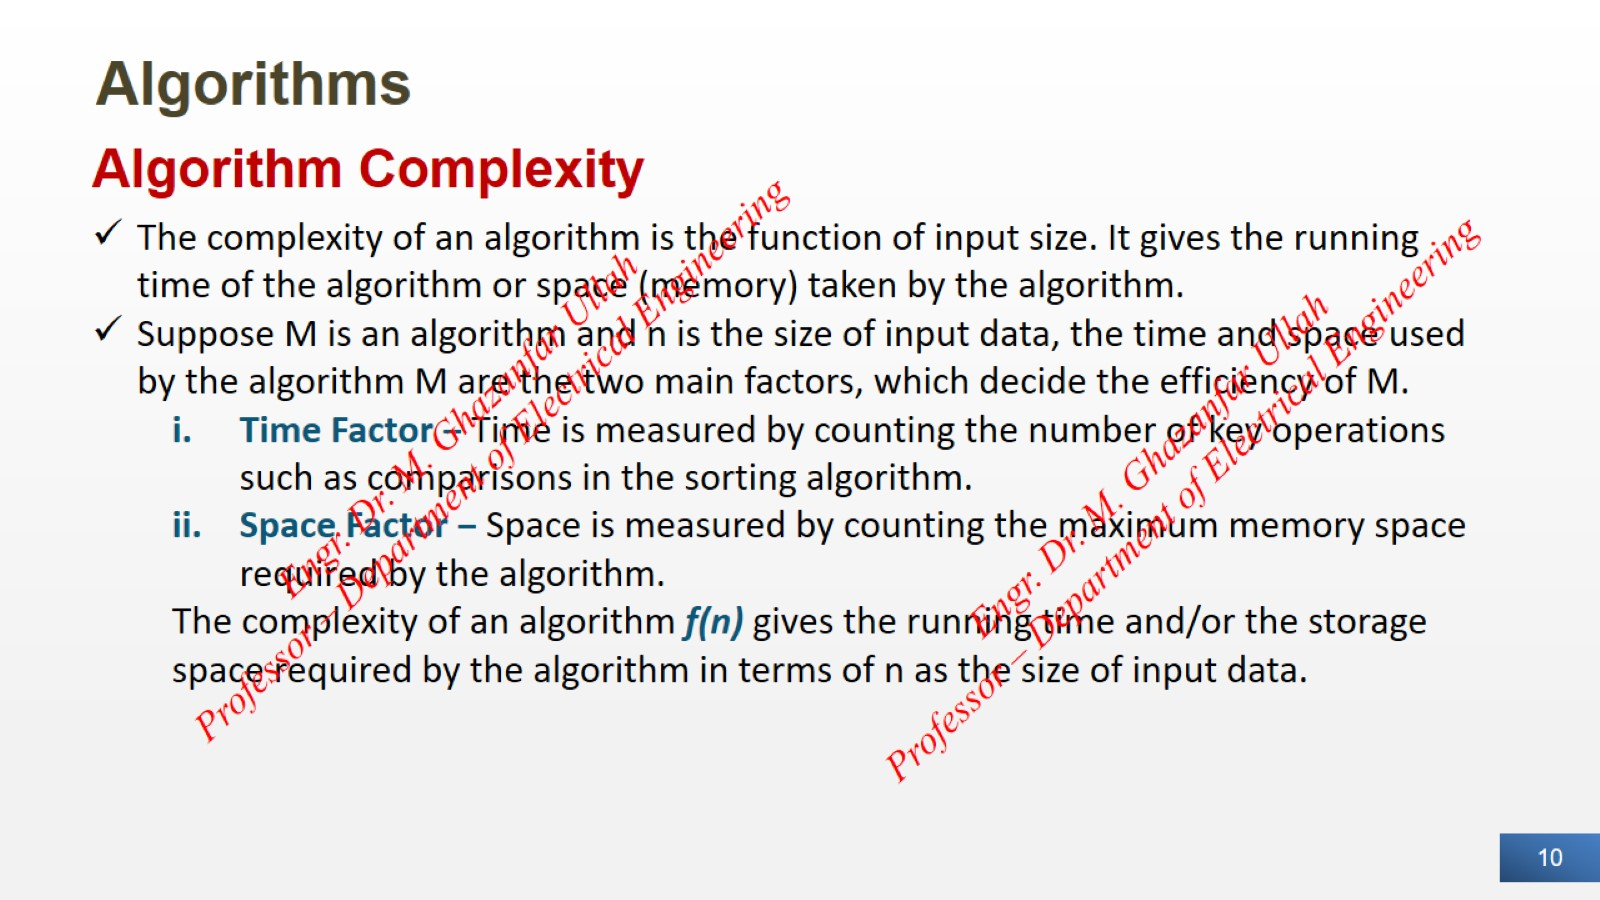 Algorithms
Algorithm Complexity
✓ The complexity of an algorithm is the function of input size. It gives the running
time of the algorithm or space (memory) taken by the algorithm.
✓ Suppose M is an algorithm and n is the size of input data, the time and space used
by the algorithm M are the two main factors, which decide the efficiency of M.
i. Time Factor – Time is measured by counting the number of key operations
such as comparisons in the sorting algorithm.
ii. Space Factor – Space is measured by counting the maximum memory space
required by the algorithm.
The complexity of an algorithm f(n) gives the running time and/or the storage
space required by the algorithm in terms of n as the size of input data.
Engr. Dr. M. Ghazanfar Ullah
Professor – Department of Electrical Engineering
Engr. Dr. M. Ghazanfar Ullah
Professor – Department of Electrical Engineering
10